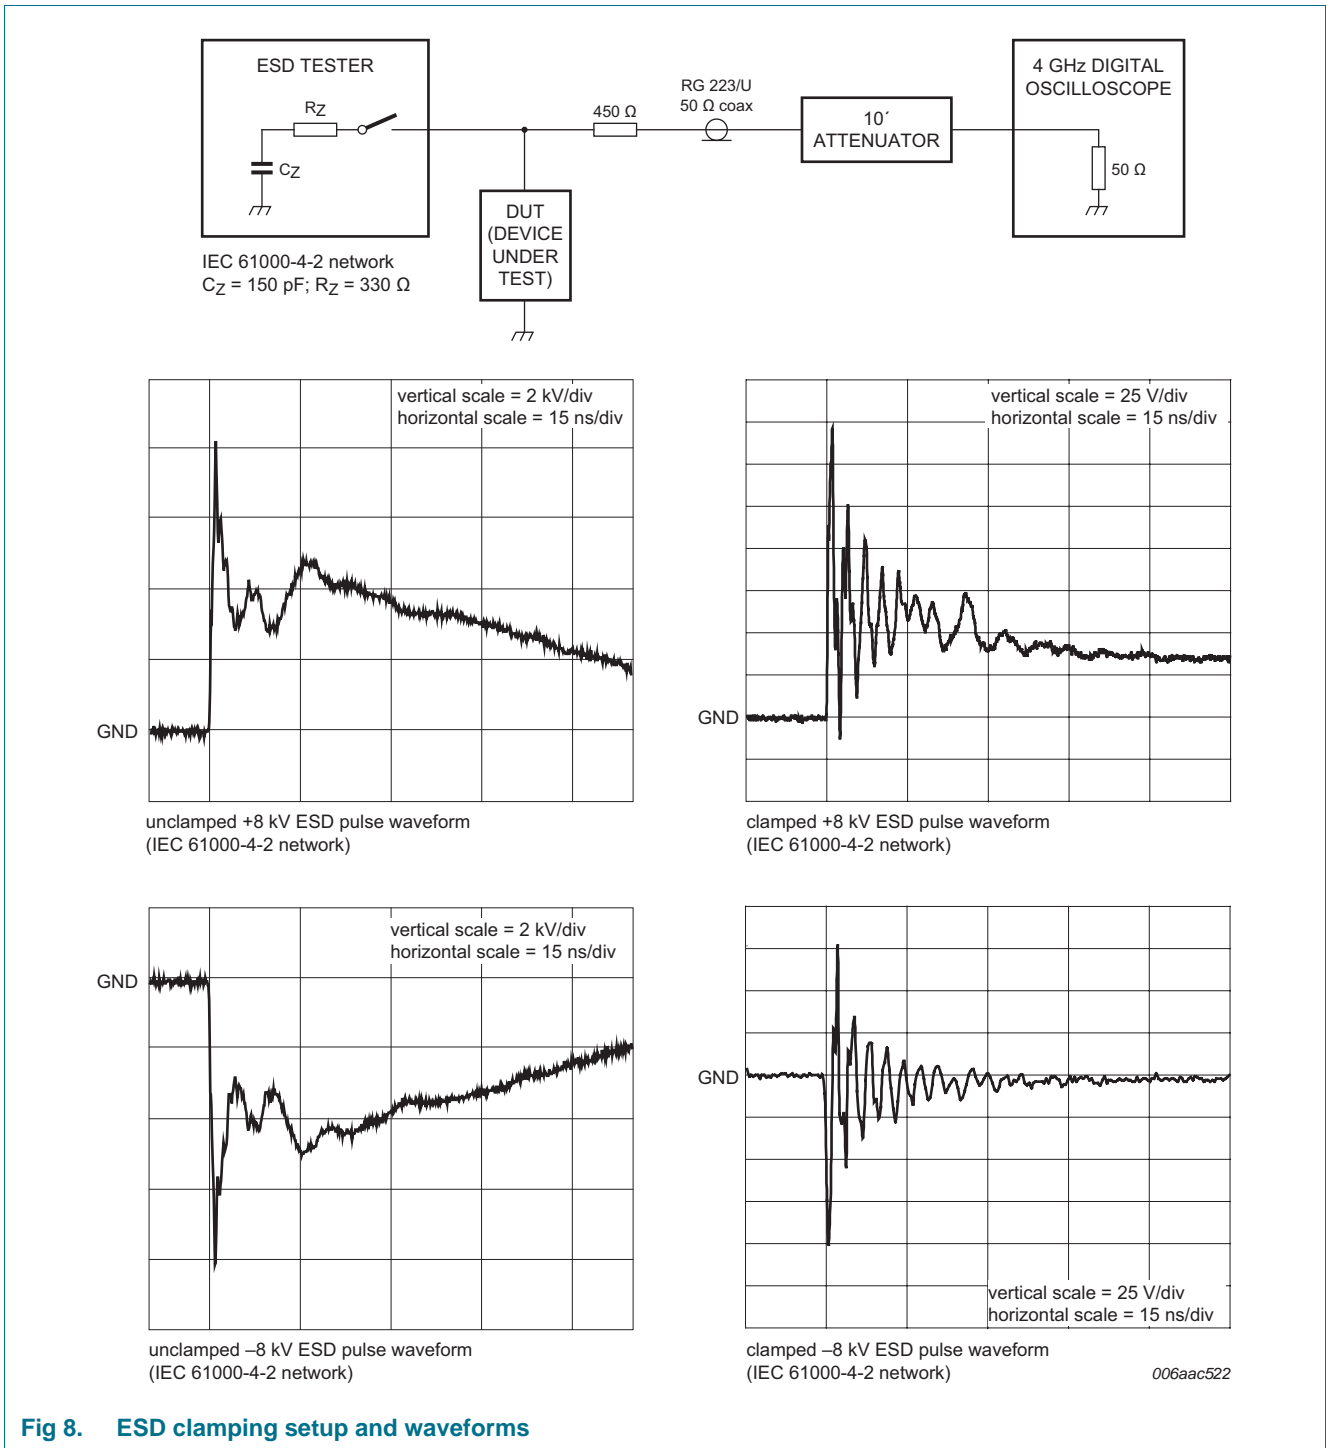 ESD TESTER
RZ
CZ
IEC 61000-4-2 network
CZ = 150 pF; RZ = 330 Ω
DUT
(DEVICE
UNDER
TEST)
450 Ω
RG 223/U
50 Ω coax
10´
ATTENUATOR
4 GHz DIGITAL
OSCILLOSCOPE
50 Ω
vertical scale = 2 kV/div
horizontal scale = 15 ns/div
GND
unclamped +8 kV ESD pulse waveform
(IEC 61000-4-2 network)
vertical scale = 25 V/div
horizontal scale = 15 ns/div
GND
clamped +8 kV ESD pulse waveform
(IEC 61000-4-2 network)
vertical scale = 2 kV/div
horizontal scale = 15 ns/div
GND
unclamped –8 kV ESD pulse waveform
(IEC 61000-4-2 network)
GND
vertical scale = 25 V/div
horizontal scale = 15 ns/div
clamped –8 kV ESD pulse waveform
(IEC 61000-4-2 network)
006aac522
Fig 8. ESD clamping setup and waveforms